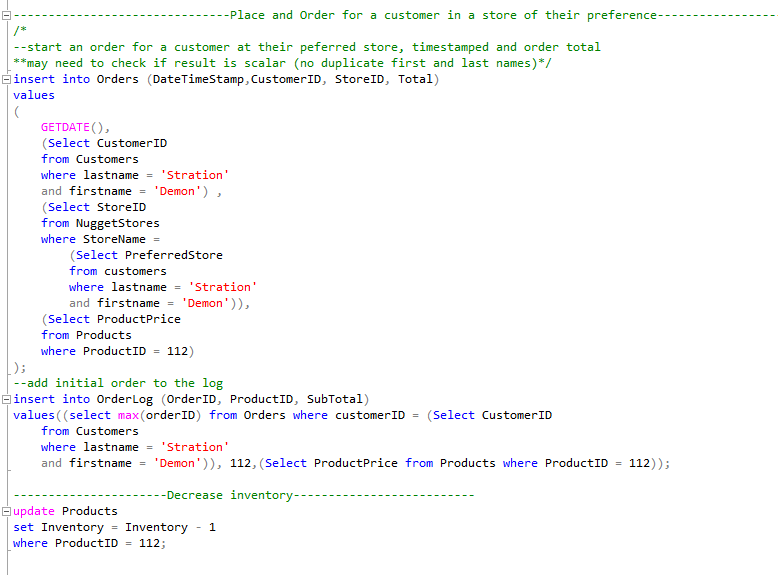 -------------------------------Place and Order for a customer in a store of their preference-----------------
/*
--start an order for a customer at their peferred store, timestamped and order total
**may need to check if result is scalar (no duplicate first and last names)*/
insert into Orders (DateTimeStamp,CustomerID, StoreID, Total)
values
(
    GETDATE(),
    (Select CustomerID
    from Customers
    where lastname = 'Stration'
    and firstname = 'Demon') ,
    (Select StoreID
    from NuggetStores
    where StoreName =
        (Select PreferredStore
        from customers
        where lastname = 'Stration'
        and firstname = 'Demon')),
    (Select ProductPrice
    from Products
    where ProductID = 112)
);
--add initial order to the log
insert into OrderLog (OrderID, ProductID, SubTotal)
values((select max(orderID) from Orders where customerID = (Select CustomerID
    from Customers
    where lastname = 'Stration'
    and firstname = 'Demon')), 112,(Select ProductPrice from Products where ProductID = 112));
----------------------Decrease inventory--------------------------
update Products
set Inventory = Inventory - 1
where ProductID = 112;